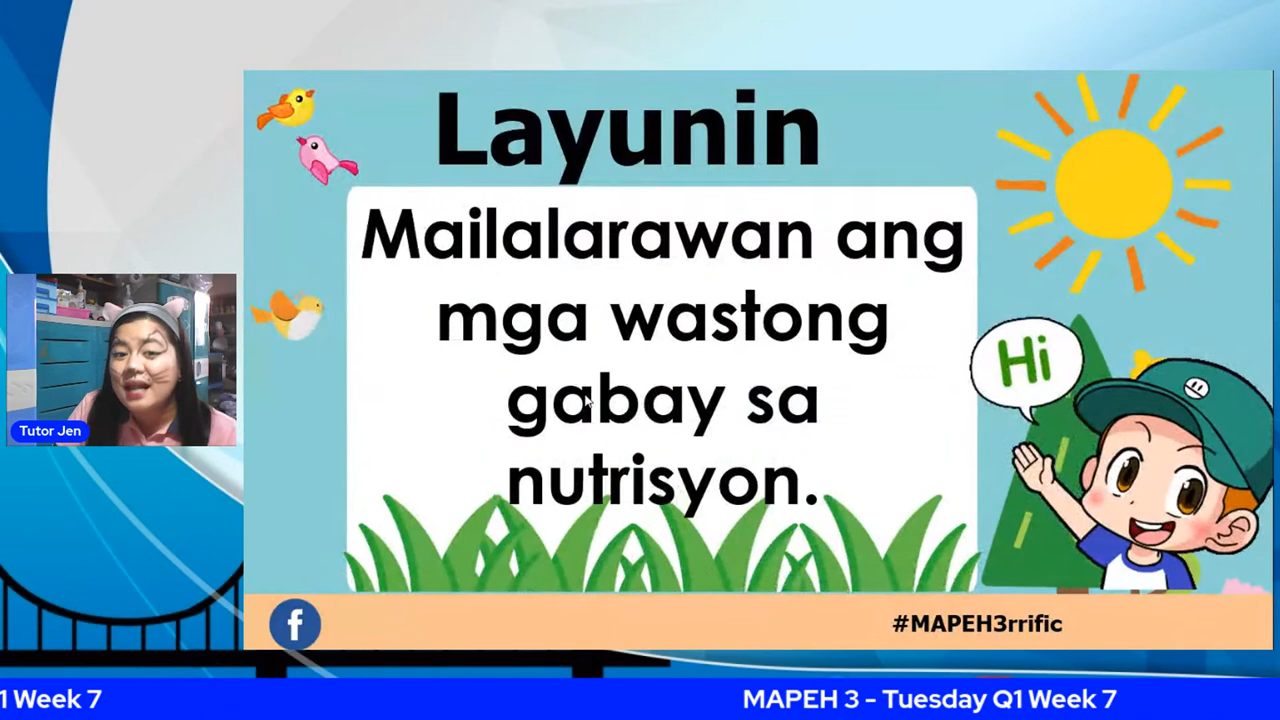 Layunin
Mailalarawan ang
mga wastong
gabay sa
nutrisyon.
Hi
Tutor Jen
f
#MAPEH3rrific
1 Week 7
MAPEH 3 - Tuesday Q1 Week 7